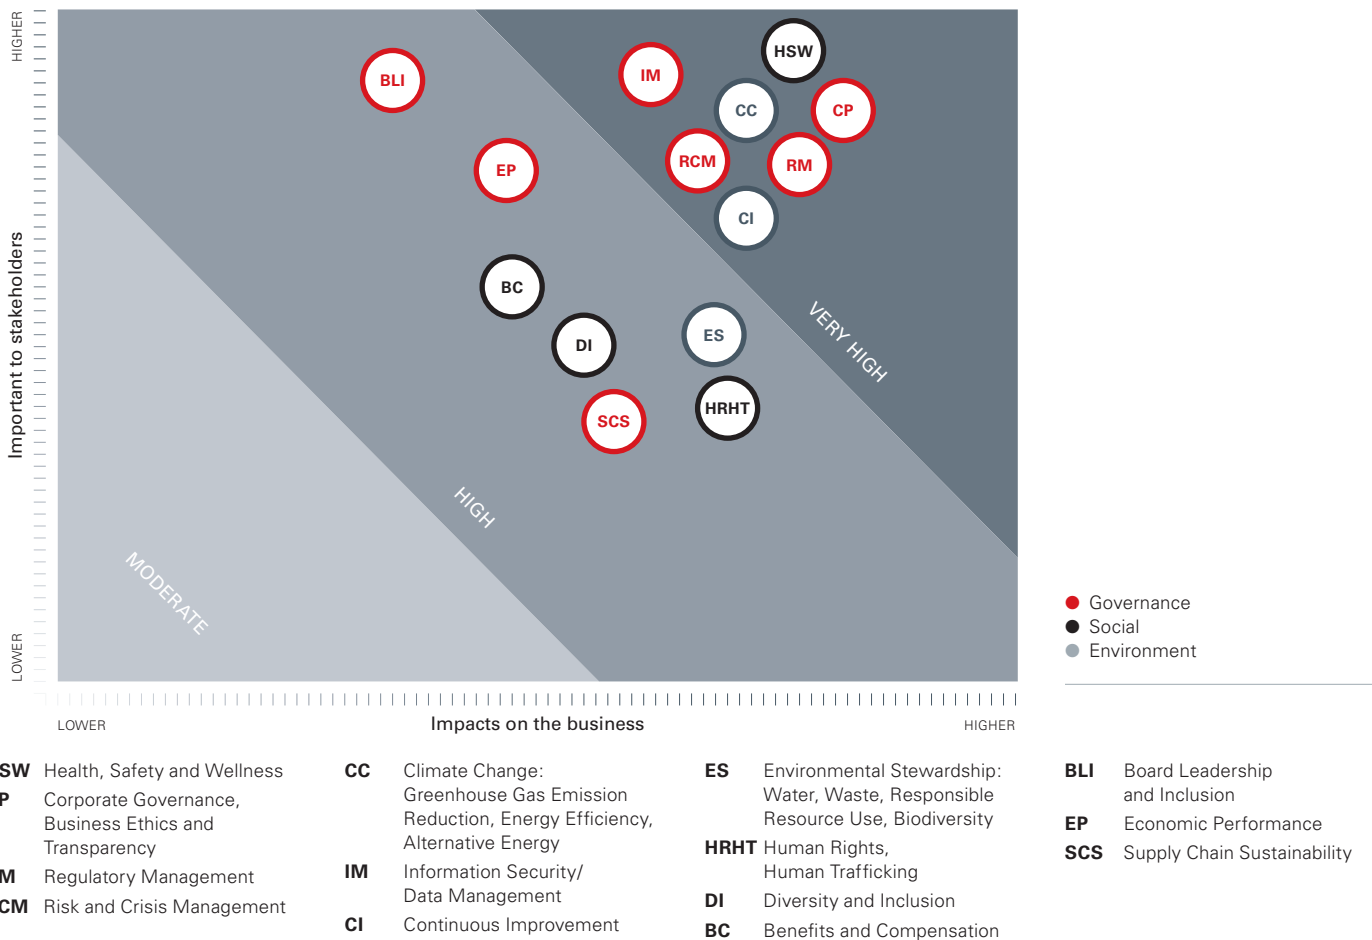 HIGHER
Important to stakeholders
LOWER
BLI
IM
HSW
CC
CP
EP
RCM
RM
CI
BC
DI
ES
SCS
HRHT
VERY HIGH
HIGH
MODERATE
LOWER
Impacts on the business
HIGHER
Governance
Social
Environment
SW Health, Safety and Wellness
P Corporate Governance,
Business Ethics and
Transparency
M Regulatory Management
CM Risk and Crisis Management
CC Climate Change:
Greenhouse Gas Emission
Reduction, Energy Efficiency,
Alternative Energy
IM Information Security/
Data Management
CI Continuous Improvement
ES Environmental Stewardship:
Water, Waste, Responsible
Resource Use, Biodiversity
HRHT Human Rights,
Human Trafficking
DI Diversity and Inclusion
BC Benefits and Compensation
BLI Board Leadership
and Inclusion
EP Economic Performance
SCS Supply Chain Sustainability